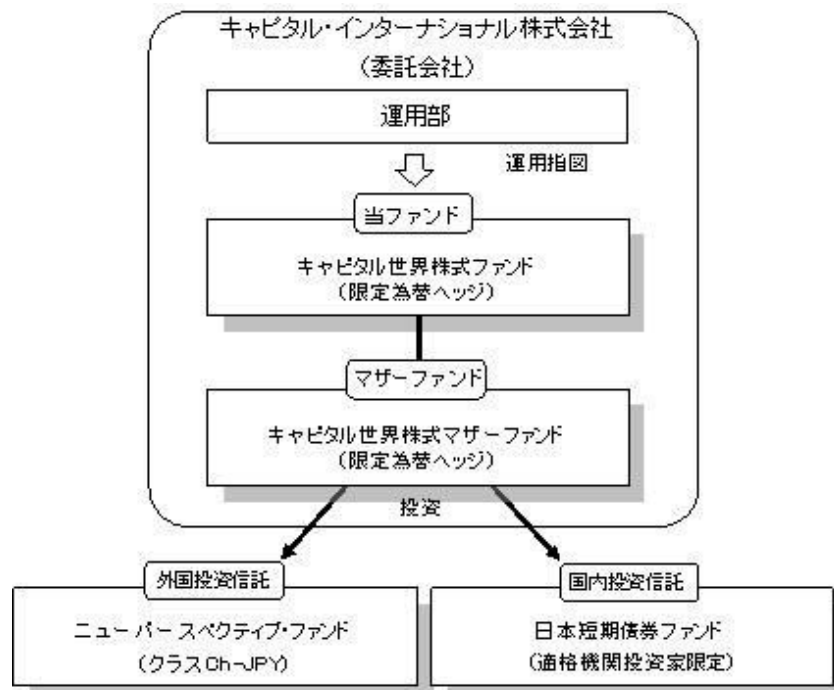 キャピタル・インターナショナル株式会社
（委託会社）
運用部
運用指図
当ファンド
キャピタル世界株式ファンド
（限定為替ヘッジ）
マザーファンド
キャピタル世界株式マザーファンド
（限定為替ヘッジ）
投資
外国投資信託
ニューパースペクティブ・ファンド
（クラスCh-JPY）
国内投資信託
日本短期債券ファンド
（適格機関投資家限定）